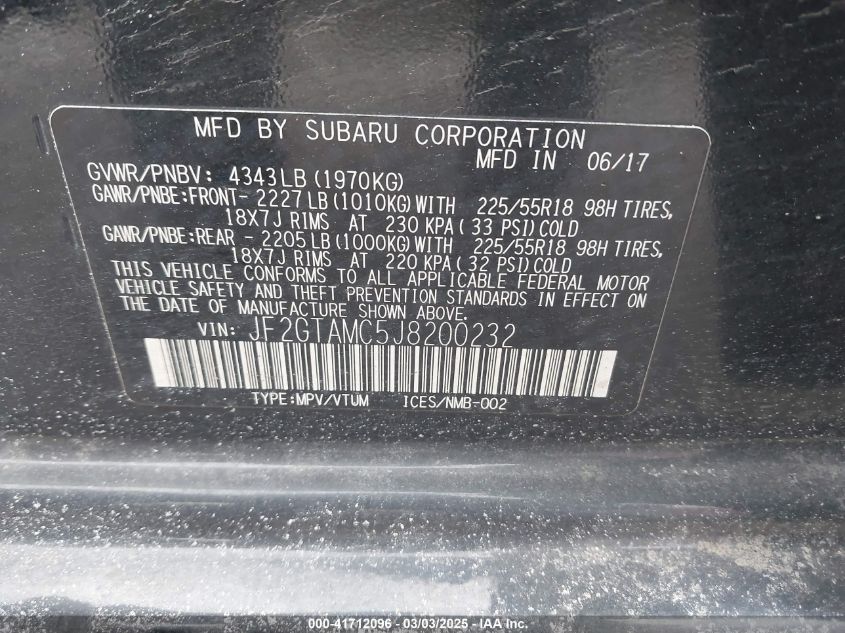 MFD BY SUBARU CORPORATION
MFD IN 06/17
GVWR/PNBV: 4343LB(1970KG)
GAWR/PNBE:FRONT- 2227LB(1010KG)WITH 225/55R18 98H TIRES,
18X7J RIMS AT 230 KPA(33 PSI)COLD
GAWR/PNBE:REAR - 2205LB(1000KG)WITH 225/55R18 98H TIRES,
18X7J RIMS AT 220 KPA(32 PSI)COLD
THIS VEHICLE CONFORMS TO ALL APPLICABLE FEDERAL MOTOR
VEHICLE SAFETY AND THEFT PREVENTION STANDARDS IN EFFECT ON
THE DATE OF MANUFACTURE SHOWN ABOVE.
VIN: JF2GTAMC5J8200232
TYPE:MPV/VTUM ICES/NMB-002
000-41712096 - 03/03/2025 - IAA Inc.